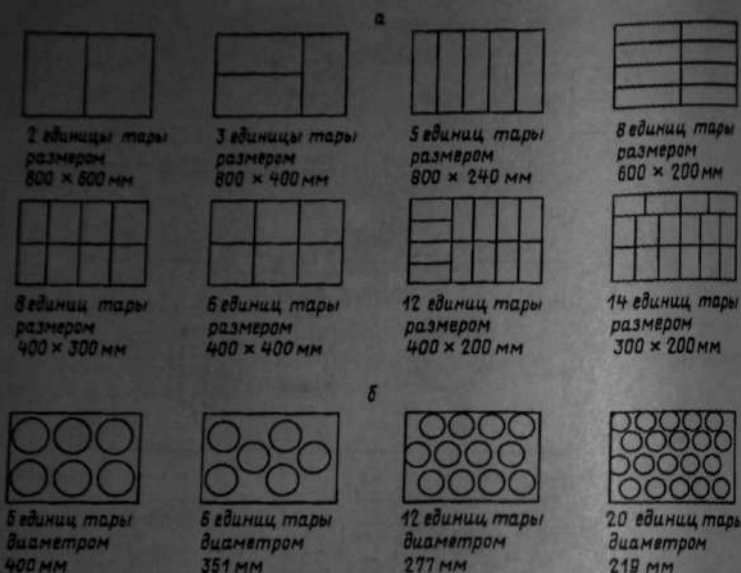 а
2 единицы тары
размером
800 × 600 мм
3 единицы тары
размером
800 × 400 мм
5 единиц тары
размером
800 × 240 мм
8 единиц тары
размером
600 × 200 мм
8 единиц тары
размером
400 × 300 мм
6 единиц тары
размером
400 × 400 мм
12 единиц тары
размером
400 × 200 мм
14 единиц тары
размером
300 × 200 мм
б
6 единиц тары
диаметром
400 мм
6 единиц тары
диаметром
351 мм
12 единиц тары
диаметром
277 мм
20 единиц тары
диаметром
219 мм